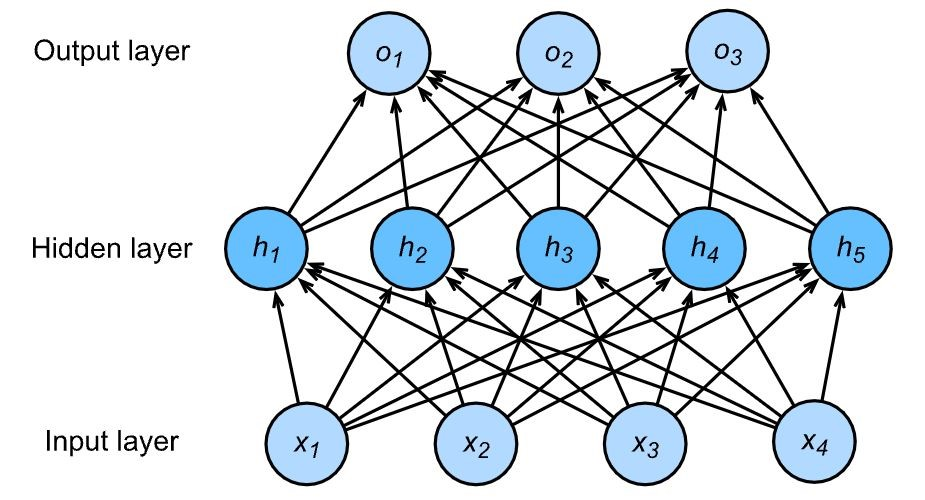 Output layer o1 o2 o3
Hidden layer h1 h2 h3 h4 h5
Input layer x1 x2 x3 x4